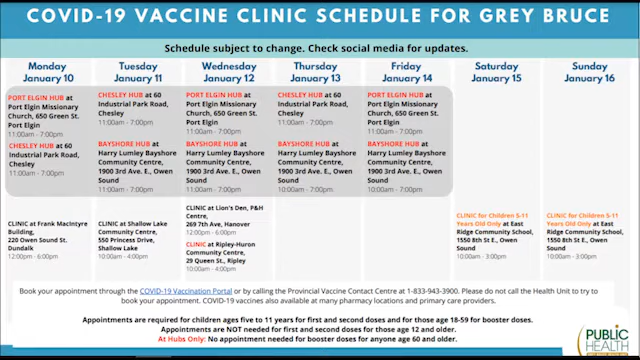 COVID-19 VACCINE CLINIC SCHEDULE FOR GREY BRUCE
Schedule subject to change. Check social media for updates.
Monday
January 10
Tuesday
January 11
Wednesday
January 12
Thursday
January 13
Friday
January 14
Saturday
January 15
Sunday
January 16
PORT ELGIN HUB at
Port Elgin Missionary
Church, 650 Green St.
Port Elgin
11:00am - 7:00pm
CHESLEY HUB at 60
Industrial Park Road,
Chesley
11:00am - 7:00pm
CHESLEY HUB at 60
Industrial Park Road,
Chesley
11:00am - 7:00pm
BAYSHORE HUB at
Harry Lumley Bayshore
Community Centre,
1900 3rd Ave. E., Owen
Sound
11:00am - 7:00pm
PORT ELGIN HUB at
Port Elgin Missionary
Church, 650 Green St.
Port Elgin
11:00am - 7:00pm
BAYSHORE HUB at
Harry Lumley Bayshore
Community Centre,
1900 3rd Ave. E., Owen
Sound
11:00am - 7:00pm
CHESLEY HUB at 60
Industrial Park Road,
Chesley
11:00am - 7:00pm
BAYSHORE HUB at
Harry Lumley Bayshore
Community Centre,
1900 3rd Ave. E., Owen
Sound
10:00am - 7:00pm
PORT ELGIN HUB at
Port Elgin Missionary
Church, 650 Green St.
Port Elgin
11:00am - 7:00pm
BAYSHORE HUB at
Harry Lumley Bayshore
Community Centre,
1900 3rd Ave. E., Owen
Sound
10:00am - 7:00pm
CLINIC at Frank MacIntyre
Building,
220 Owen Sound St.
Dundalk
12:00pm - 6:00pm
CLINIC at Shallow Lake
Community Centre,
550 Princess Drive,
Shallow Lake
10:00am - 4:00pm
CLINIC at Lion's Den, P&H
Centre,
269 7th Ave, Hanover
12:00pm - 6:00pm
CLINIC at Ripley-Huron
Community Centre,
29 Queen St., Ripley
10:00am - 4:00pm
CLINIC for Children 5-11
Years Old Only at East
Ridge Community School,
1550 8th St E., Owen
Sound
10:00am - 6:00pm
CLINIC for Children 5-11
Years Old Only at East
Ridge Community School,
1550 8th St E., Owen
Sound
10:00am - 6:00pm
Book your appointment through the COVID-19 Vaccination Portal or by calling the Provincial Vaccine Contact Centre at 1-833-943-3900. Please do not call the Health Unit to try to
book your appointment. COVID-19 vaccines also available at many pharmacy locations and primary care providers.
Appointments are required for children ages five to 11 years for first and second doses and for those age 18-59 for booster doses.
Appointments are NOT needed for first and second doses for those age 12 and older.
At Hubs Only: No appointment needed for booster doses for anyone age 60 and older.
PUBLIC
HEALTH